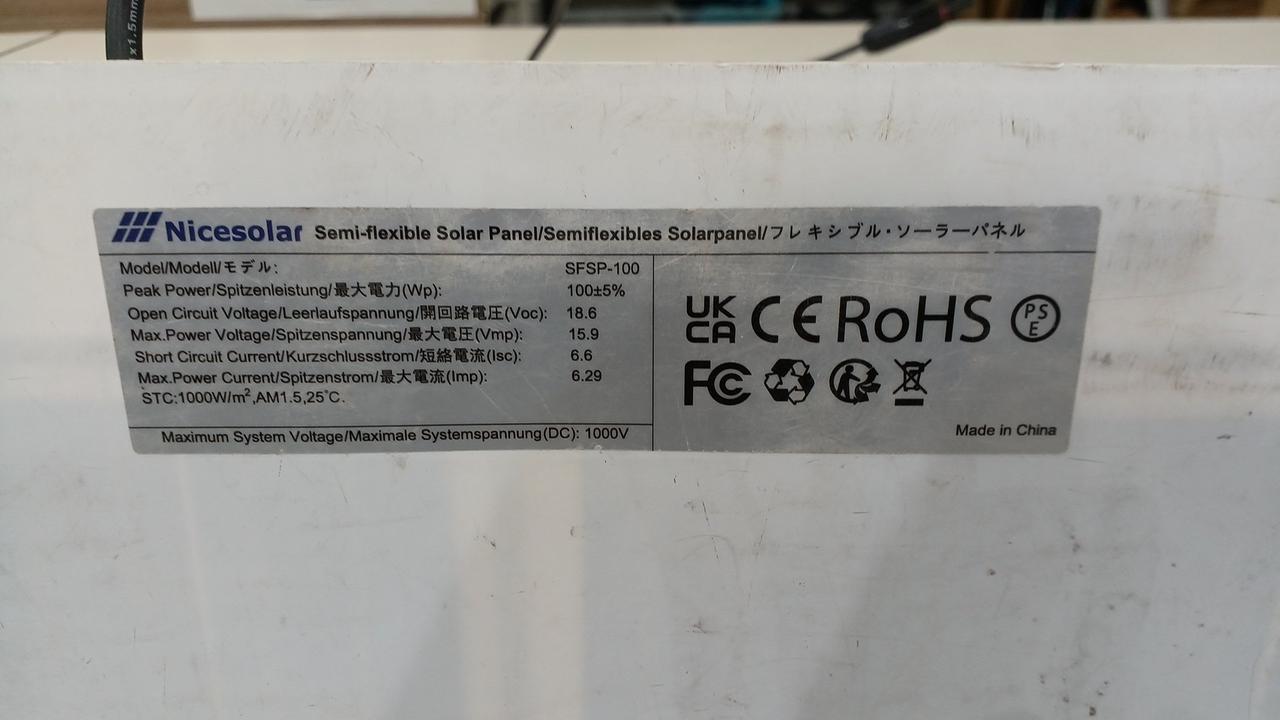 x1.5mm
Nicesolar Semi-flexible Solar Panel/Semiflexibles Solarpanel/フレキシブル・ソーラーパネル
Model/Modell/モデル: SFSP-100
Peak Power/Spitzenleistung/最大電力(Wp): 100±5%
Open Circuit Voltage/Leerlaufspannung/開回路電圧(Voc): 18.6
Max.Power Voltage/Spitzenspannung/最大電圧(Vmp): 15.9
Short Circuit Current/Kurzschlussstrom/短絡電流(Isc): 6.6
Max.Power Current/Spitzenstrom/最大電流(Imp): 6.29
STC:1000W/m²,AM1.5,25°C.
Maximum System Voltage/Maximale Systemspannung(DC): 1000V
UK CA CE RoHS PSE
FC
Made in China